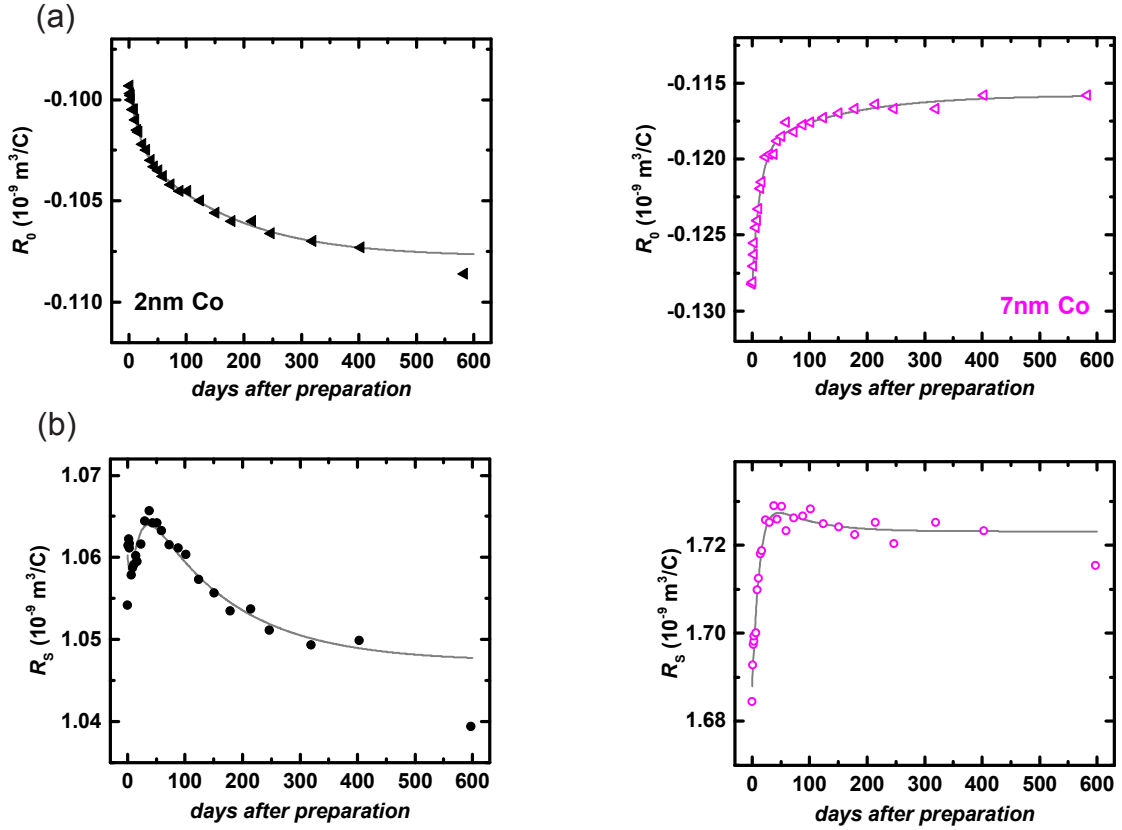 (a)
-0.100
-0.105
-0.110
R₀ (10⁻⁹ m³/C)
2nm Co
0 100 200 300 400 500 600
days after preparation
-0.115
-0.120
-0.125
-0.130
R₀ (10⁻⁹ m³/C)
7nm Co
0 100 200 300 400 500 600
days after preparation
(b)
1.07
1.06
1.05
1.04
R_S (10⁻⁹ m³/C)
0 100 200 300 400 500 600
days after preparation
1.72
1.70
1.68
R_S (10⁻⁹ m³/C)
0 100 200 300 400 500 600
days after preparation